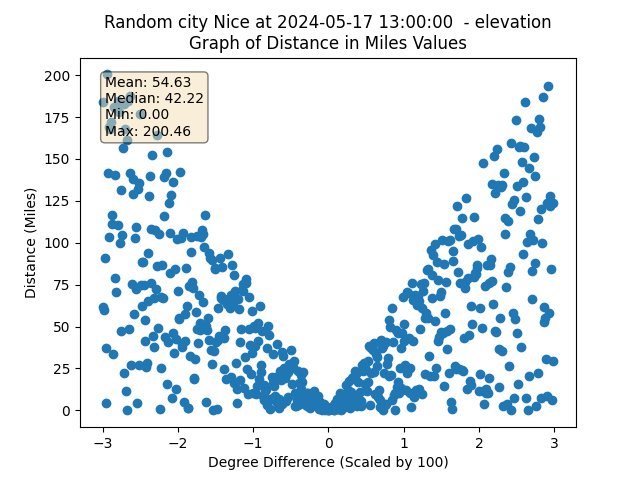 Random city Nice at 2024-05-17 13:00:00  - elevation
Graph of Distance in Miles Values
Mean: 54.63
Median: 42.22
Min: 0.00
Max: 200.46
200
175
150
125
100
75
50
25
0
Distance (Miles)
−3
−2
−1
0
1
2
3
Degree Difference (Scaled by 100)